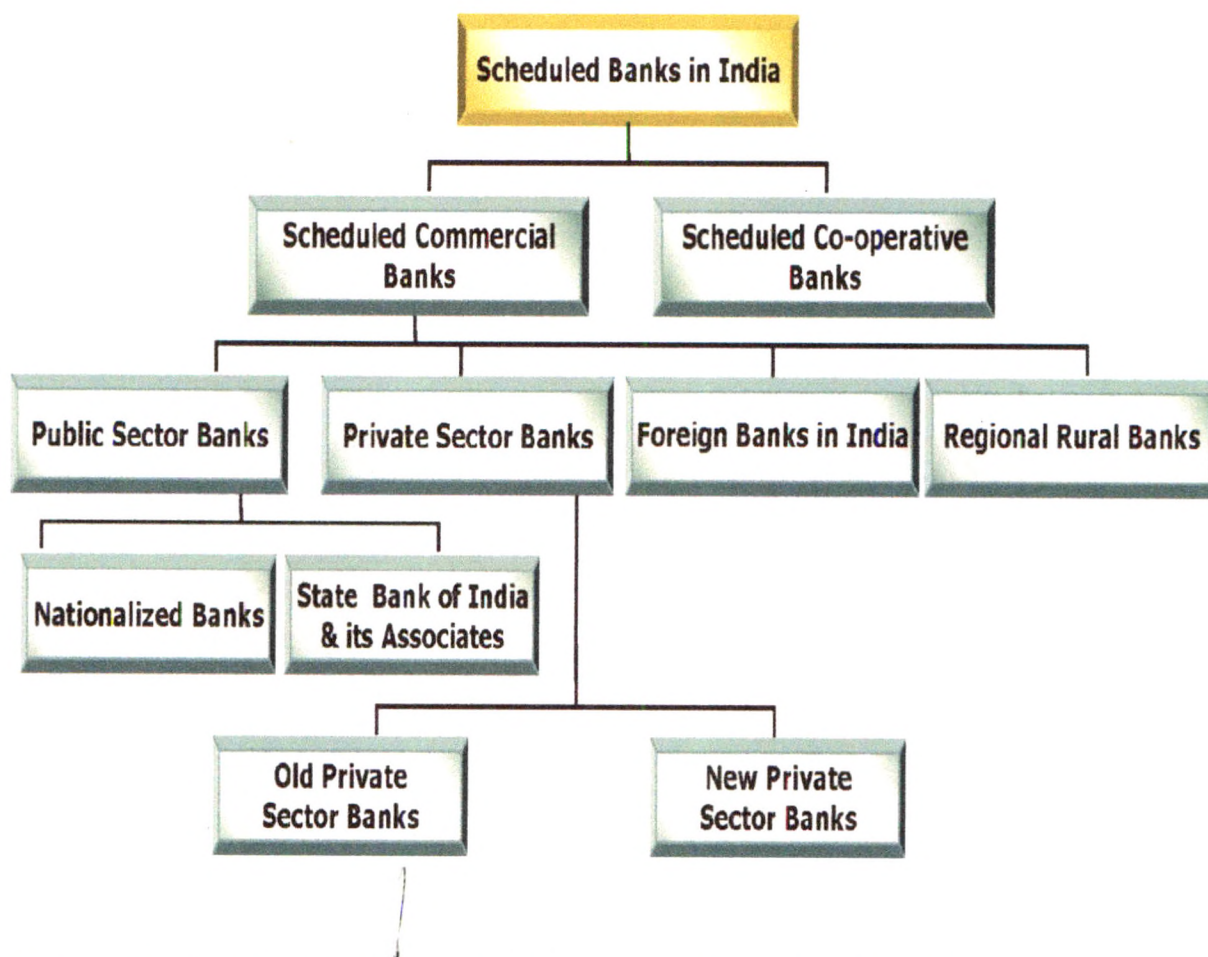 Scheduled Banks in India
Scheduled Commercial
Banks
Scheduled Co-operative
Banks
Public Sector Banks
Private Sector Banks
Foreign Banks in India
Regional Rural Banks
Nationalized Banks
State Bank of India
& its Associates
Old Private
Sector Banks
New Private
Sector Banks